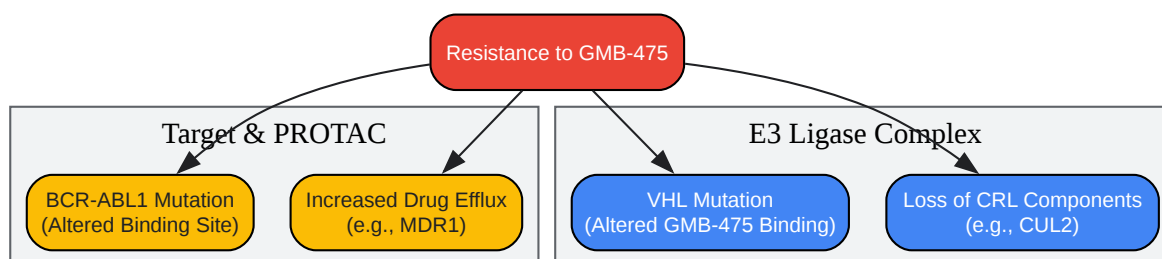 Resistance to GMB-475
Target & PROTAC
E3 Ligase Complex
BCR-ABL1 Mutation
(Altered Binding Site)
Increased Drug Efflux
(e.g., MDR1)
VHL Mutation
(Altered GMB-475 Binding)
Loss of CRL Components
(e.g., CUL2)